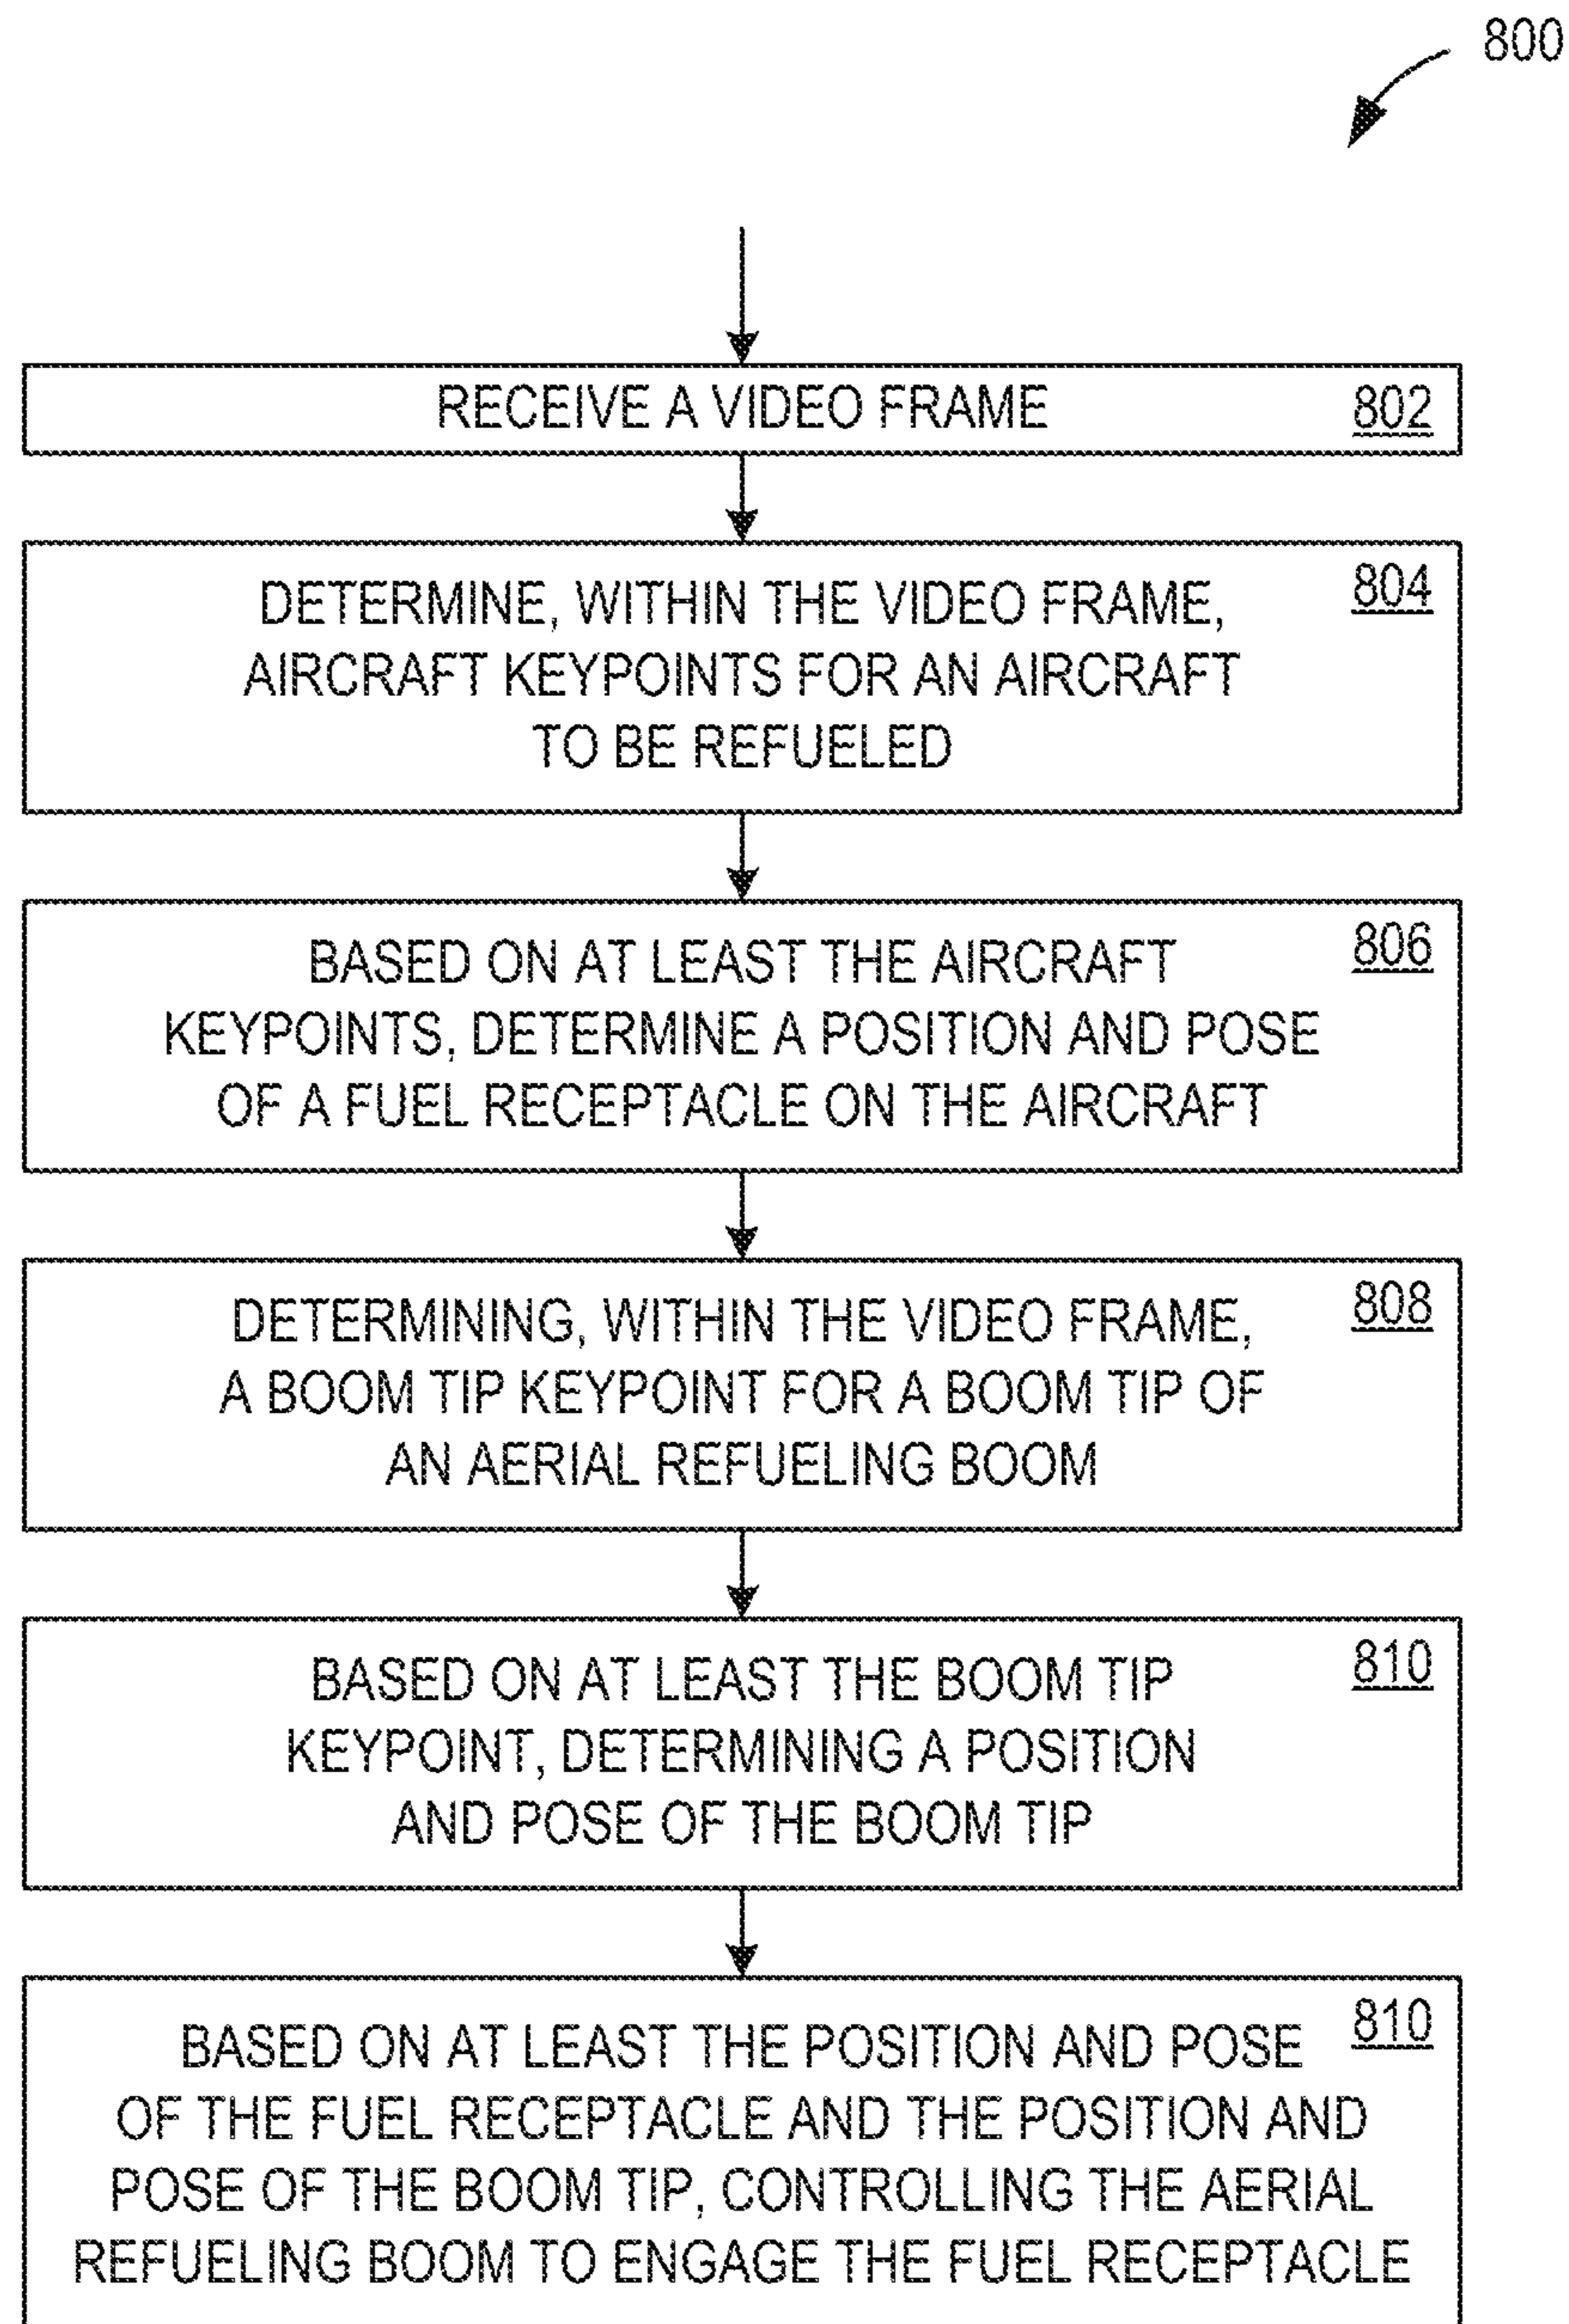 800
RECEIVE A VIDEO FRAME 802
DETERMINE, WITHIN THE VIDEO FRAME, 804
AIRCRAFT KEYPOINTS FOR AN AIRCRAFT
TO BE REFUELED
BASED ON AT LEAST THE AIRCRAFT 806
KEYPOINTS, DETERMINE A POSITION AND POSE
OF A FUEL RECEPTACLE ON THE AIRCRAFT
DETERMINING, WITHIN THE VIDEO FRAME, 808
A BOOM TIP KEYPOINT FOR A BOOM TIP OF
AN AERIAL REFUELING BOOM
BASED ON AT LEAST THE BOOM TIP 810
KEYPOINT, DETERMINING A POSITION
AND POSE OF THE BOOM TIP
BASED ON AT LEAST THE POSITION AND POSE 810
OF THE FUEL RECEPTACLE AND THE POSITION AND
POSE OF THE BOOM TIP, CONTROLLING THE AERIAL
REFUELING BOOM TO ENGAGE THE FUEL RECEPTACLE